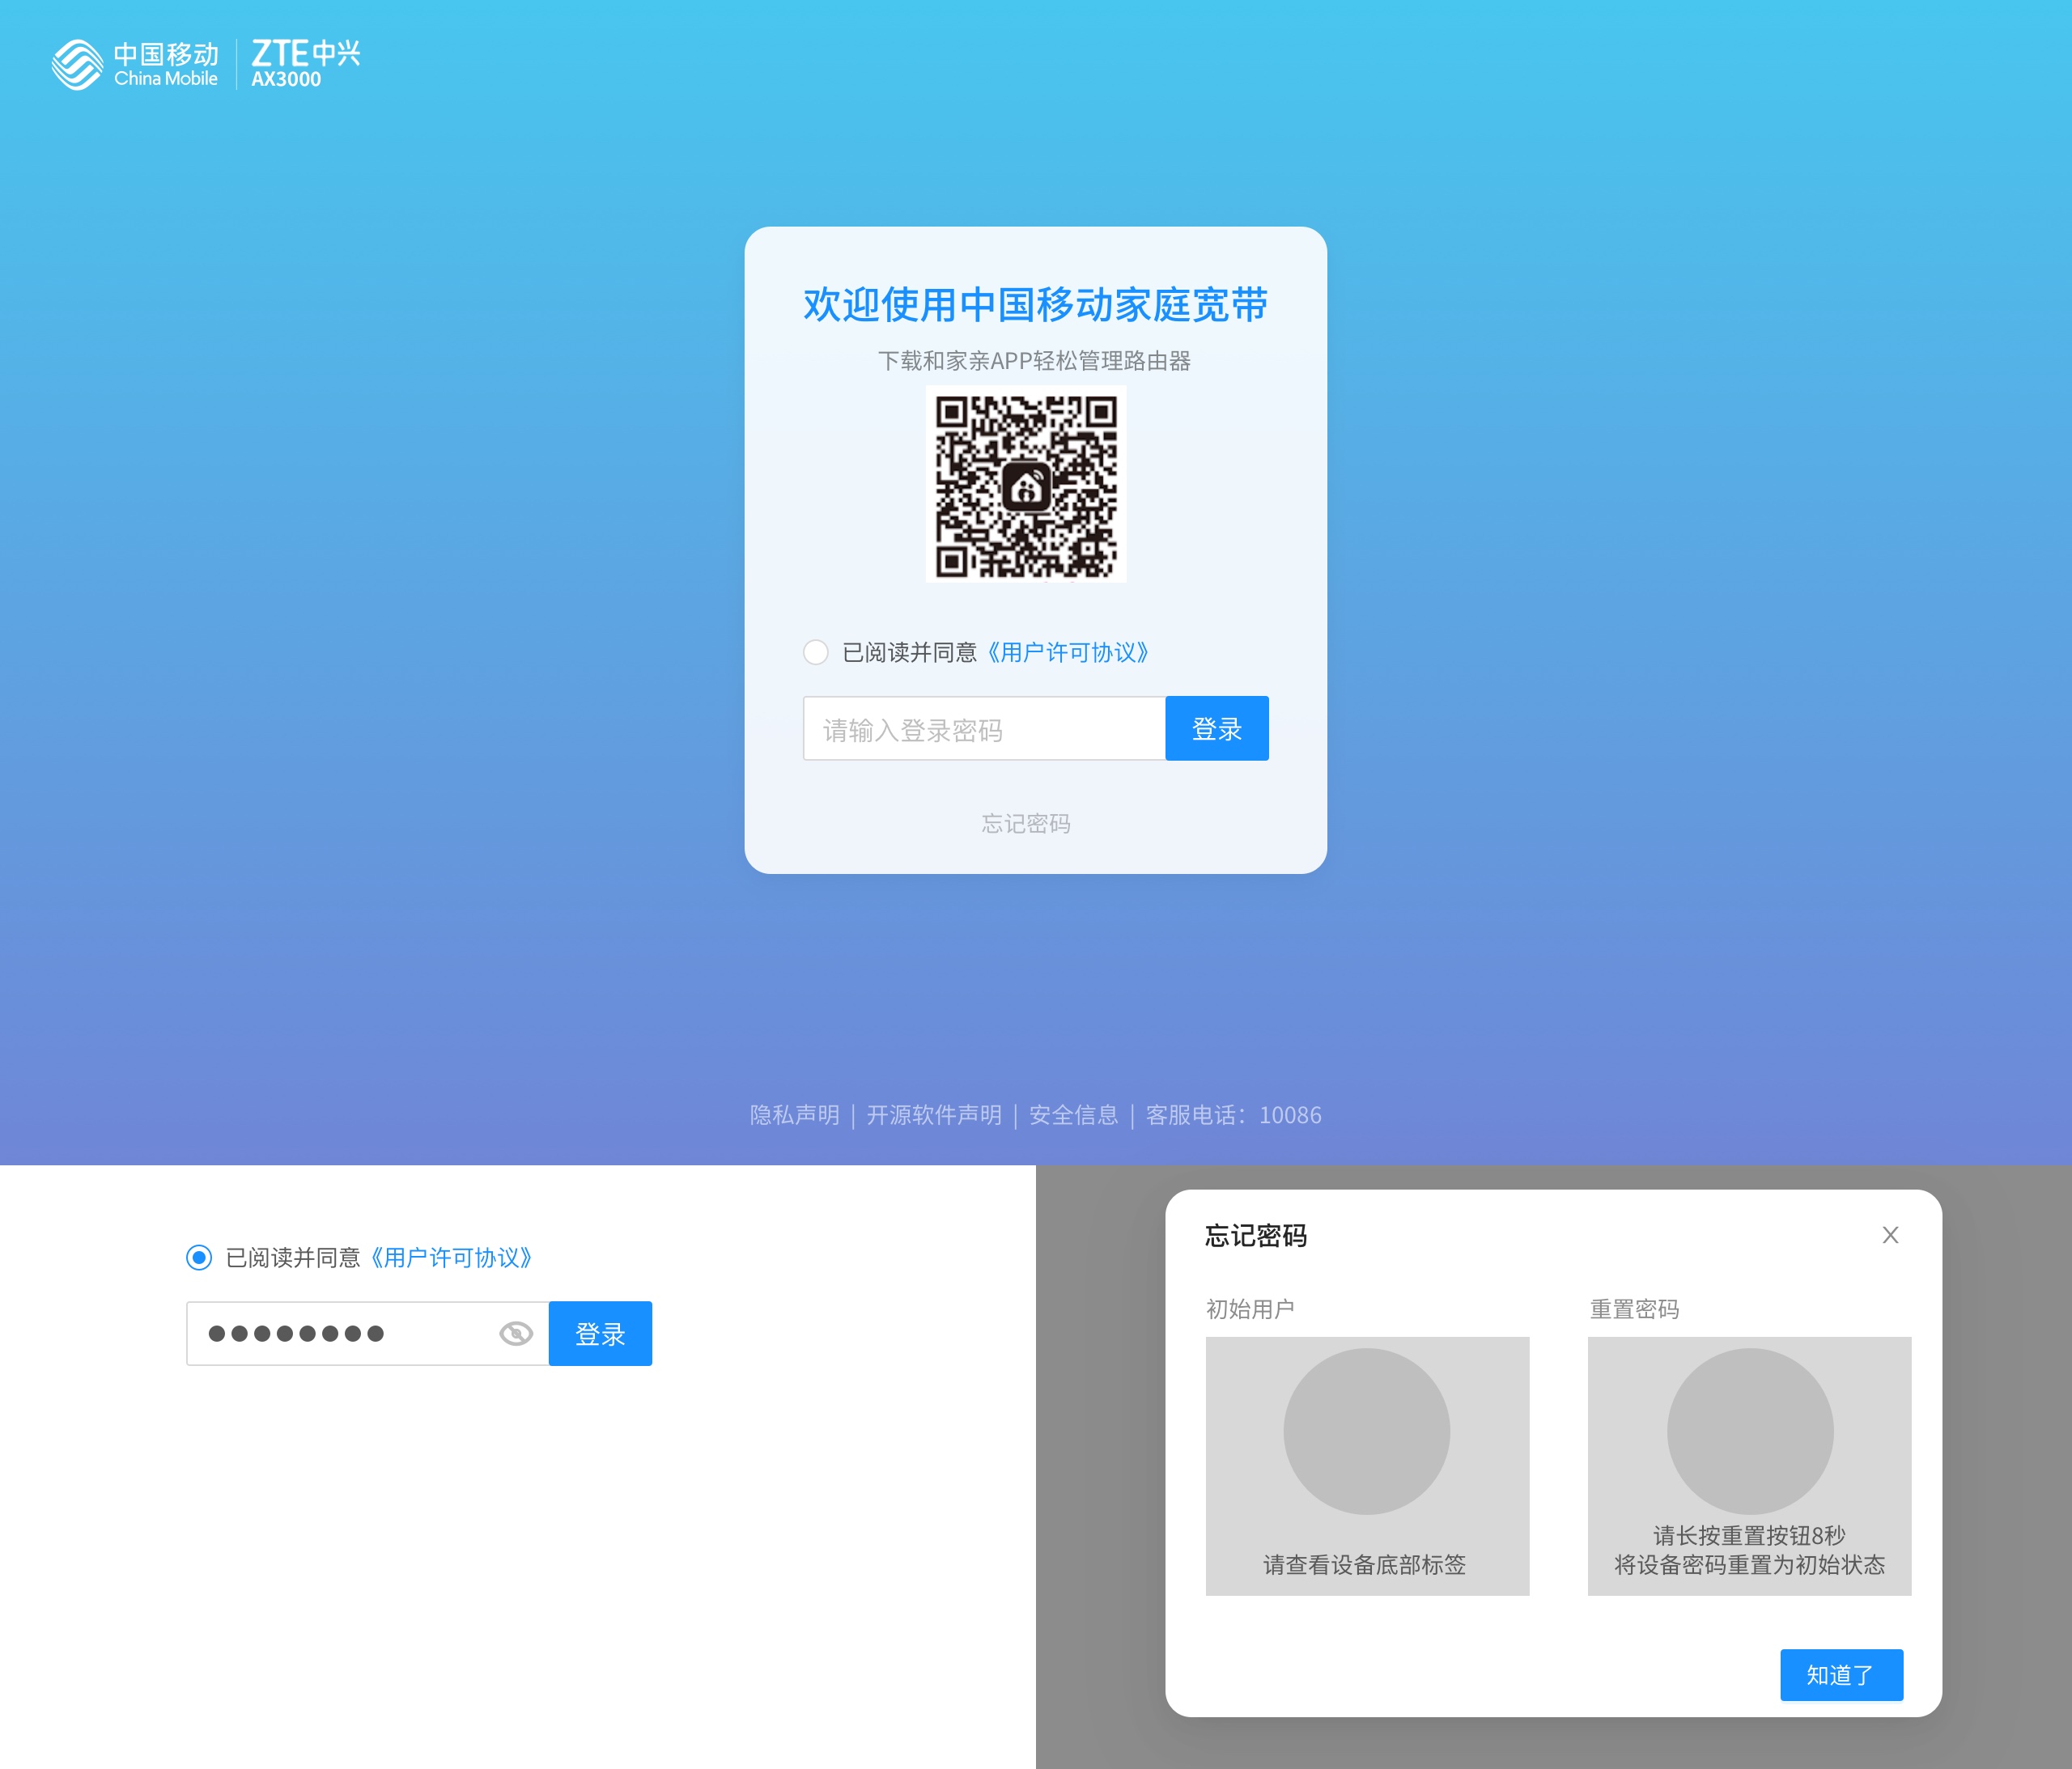 中国移动
China Mobile
ZTE中兴
AX3000
欢迎使用中国移动家庭宽带
下载和家亲APP轻松管理路由器
已阅读并同意《用户许可协议》
请输入登录密码
登录
忘记密码
隐私声明 | 开源软件声明 | 安全信息 | 客服电话：10086
已阅读并同意《用户许可协议》
登录
忘记密码
初始用户
请查看设备底部标签
重置密码
请长按重置按钮8秒
将设备密码重置为初始状态
知道了